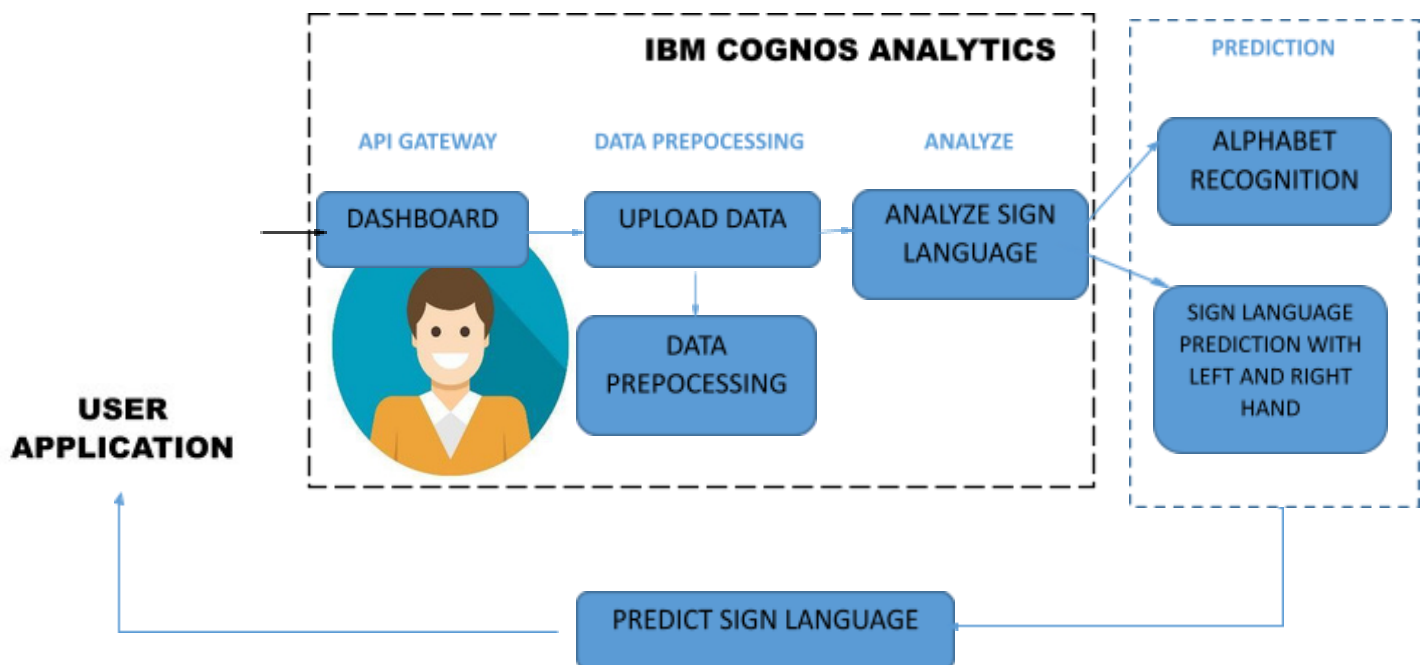 IBM COGNOS ANALYTICS
PREDICTION
API GATEWAY
DATA PREPOCESSING
ANALYZE
DASHBOARD
UPLOAD DATA
ANALYZE SIGN
LANGUAGE
ALPHABET
RECOGNITION
DATA
PREPOCESSING
SIGN LANGUAGE
PREDICTION WITH
LEFT AND RIGHT
HAND
USER
APPLICATION
PREDICT SIGN LANGUAGE